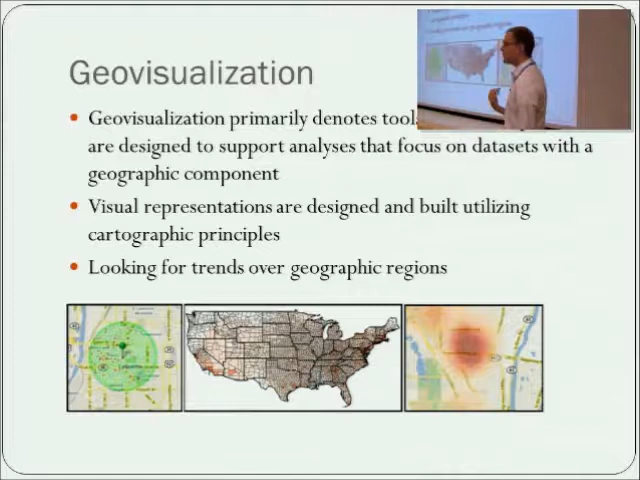 Geovisualization
Geovisualization primarily denotes tools
are designed to support analyses that focus on datasets with a
geographic component
Visual representations are designed and built utilizing
cartographic principles
Looking for trends over geographic regions